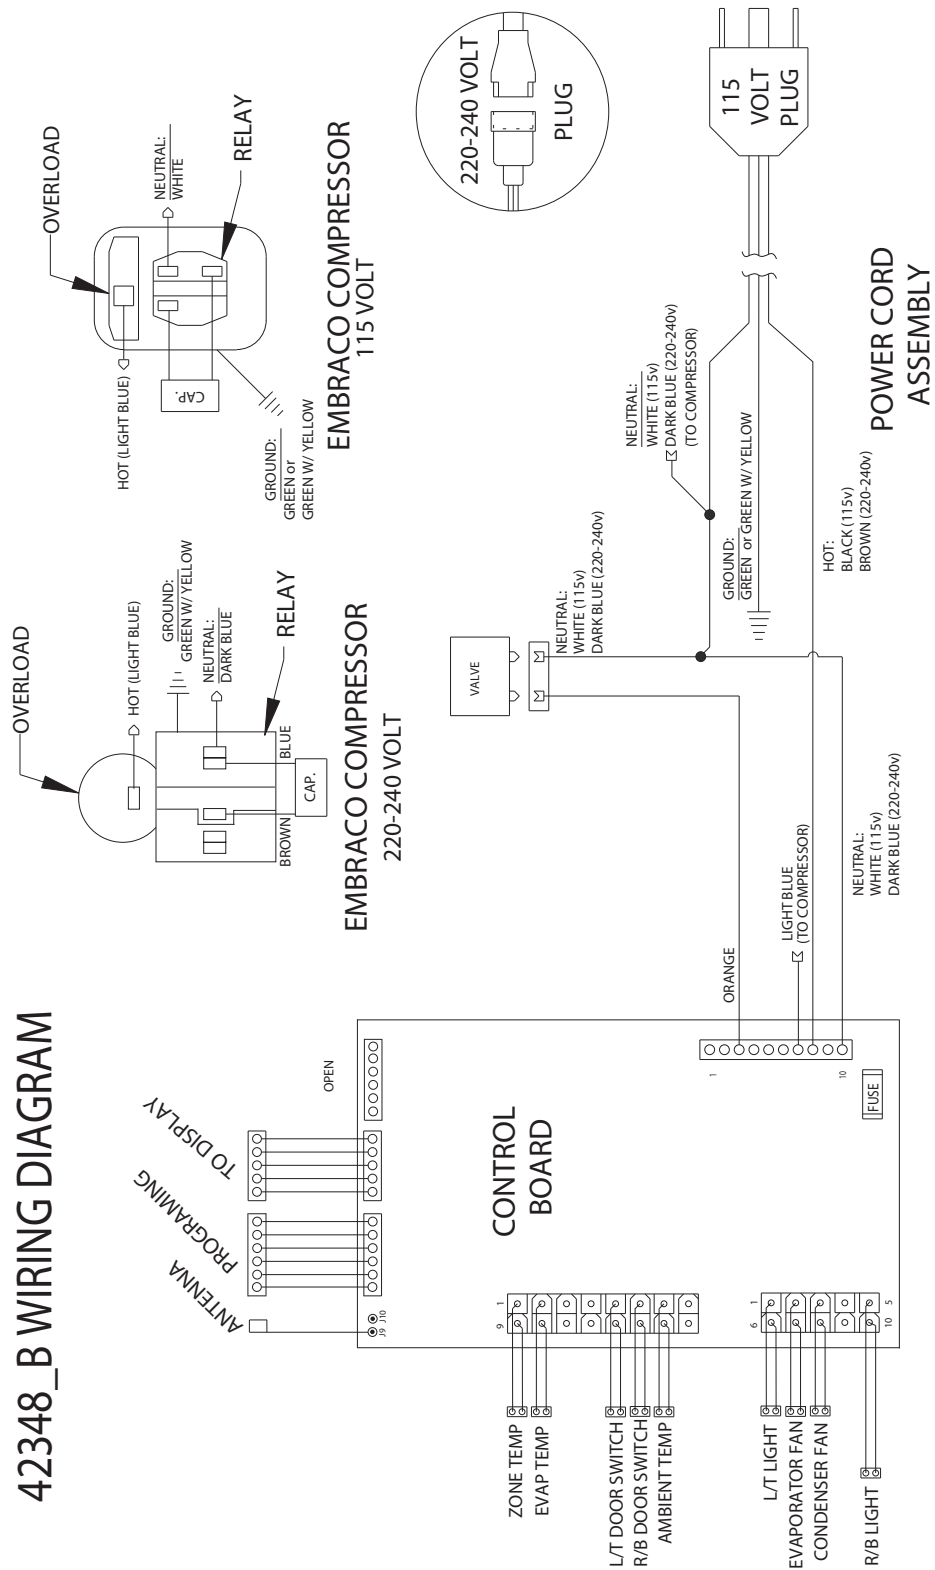 42348_B WIRING DIAGRAM
OVERLOAD
HOT (LIGHT BLUE)
GROUND:
GREEN W/ YELLOW
NEUTRAL:
DARK BLUE
RELAY
BLUE
BROWN
CAP.
EMBRACO COMPRESSOR
220-240 VOLT
OVERLOAD
HOT (LIGHT BLUE)
NEUTRAL:
WHITE
RELAY
CAP.
GROUND:
GREEN or
GREEN W/ YELLOW
EMBRACO COMPRESSOR
115 VOLT
220-240 VOLT
PLUG
115
VOLT
PLUG
POWER CORD
ASSEMBLY
NEUTRAL:
WHITE (115v)
DARK BLUE (220-240v)
(TO COMPRESSOR)
GROUND:
GREEN or GREEN W/ YELLOW
HOT:
BLACK (115v)
BROWN (220-240v)
VALVE
NEUTRAL:
WHITE (115v)
DARK BLUE (220-240v)
ORANGE
LIGHT BLUE
(TO COMPRESSOR)
NEUTRAL:
WHITE (115v)
DARK BLUE (220-240v)
ANTENNA
PROGRAMING
TO DISPLAY
OPEN
J9
J10
CONTROL
BOARD
1
10
FUSE
9
1
ZONE TEMP
EVAP TEMP
L/T DOOR SWITCH
R/B DOOR SWITCH
AMBIENT TEMP
6
1
10
5
L/T LIGHT
EVAPORATOR FAN
CONDENSER FAN
R/B LIGHT